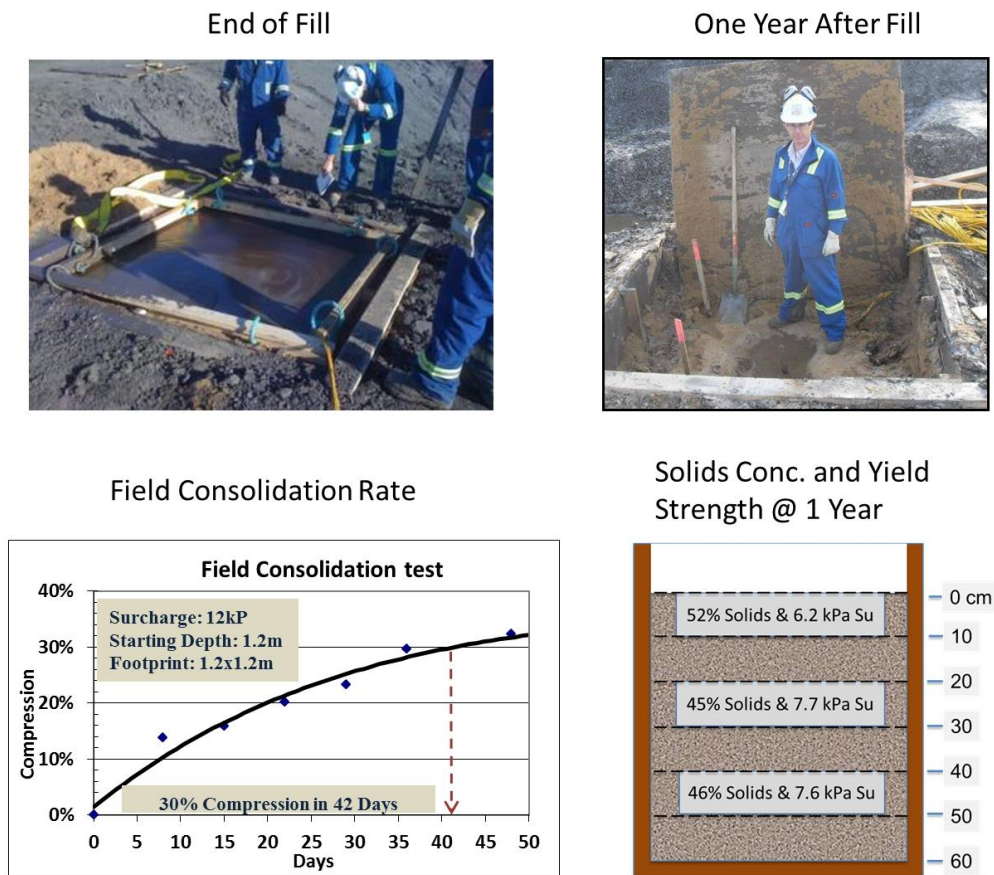 End of Fill
One Year After Fill
Field Consolidation Rate
Field Consolidation test
40%
30%
20%
10%
0%
Compression
Surcharge: 12kP
Starting Depth: 1.2m
Footprint: 1.2x1.2m
30% Compression in 42 Days
0 5 10 15 20 25 30 35 40 45 50
Days
Solids Conc. and Yield
Strength @ 1 Year
52% Solids & 6.2 kPa Su
45% Solids & 7.7 kPa Su
46% Solids & 7.6 kPa Su
0 cm
10
20
30
40
50
60